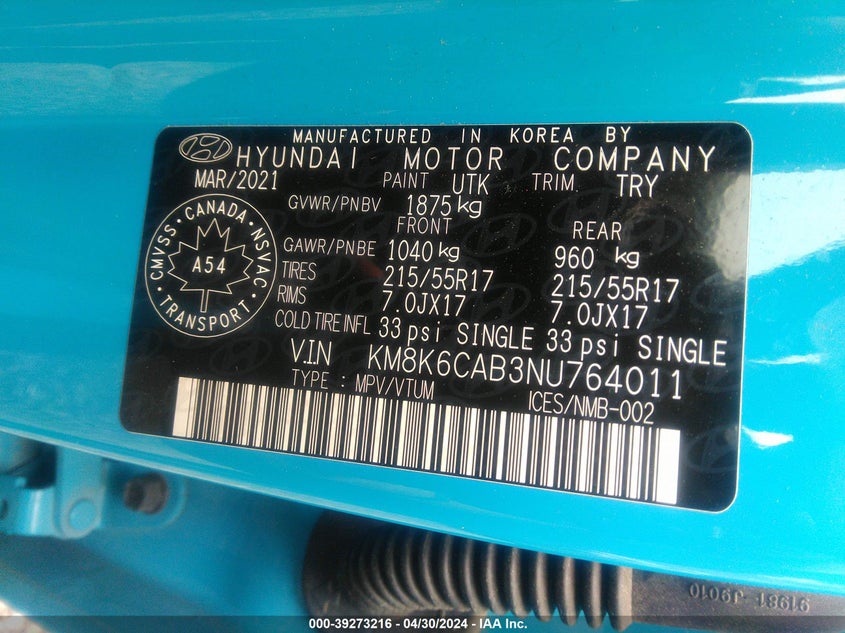 MANUFACTURED IN KOREA BY
HYUNDAI MOTOR COMPANY
MAR/2021 PAINT UTK TRIM. TRY
GVWR/PNBV 1875 kg
FRONT REAR
GAWR/PNBE 1040 kg 960 kg
TIRES 215/55R17 215/55R17
RIMS 7.0JX17 7.0JX17
COLD TIRE INFL 33 psi SINGLE 33 psi SINGLE
V.I.N KM8K6CAB3NU764011
TYPE : MPV/VTUM ICES/NMB-002
CMVSS · CANADA · NSVAC
A54
· TRANSPORT ·
91981 J9010
000-39273216 - 04/30/2024 - IAA Inc.